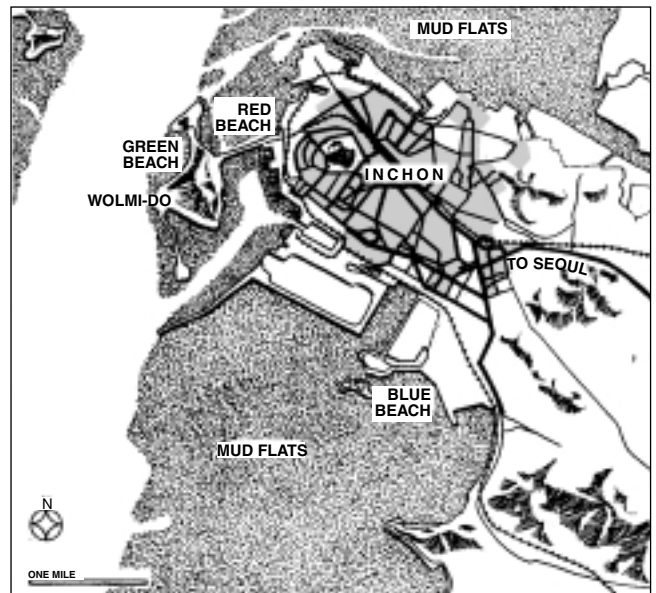 MUD FLATS
RED
BEACH
GREEN
BEACH
INCHON
WOLMI-DO
TO SEOUL
BLUE
BEACH
MUD FLATS
N
ONE MILE